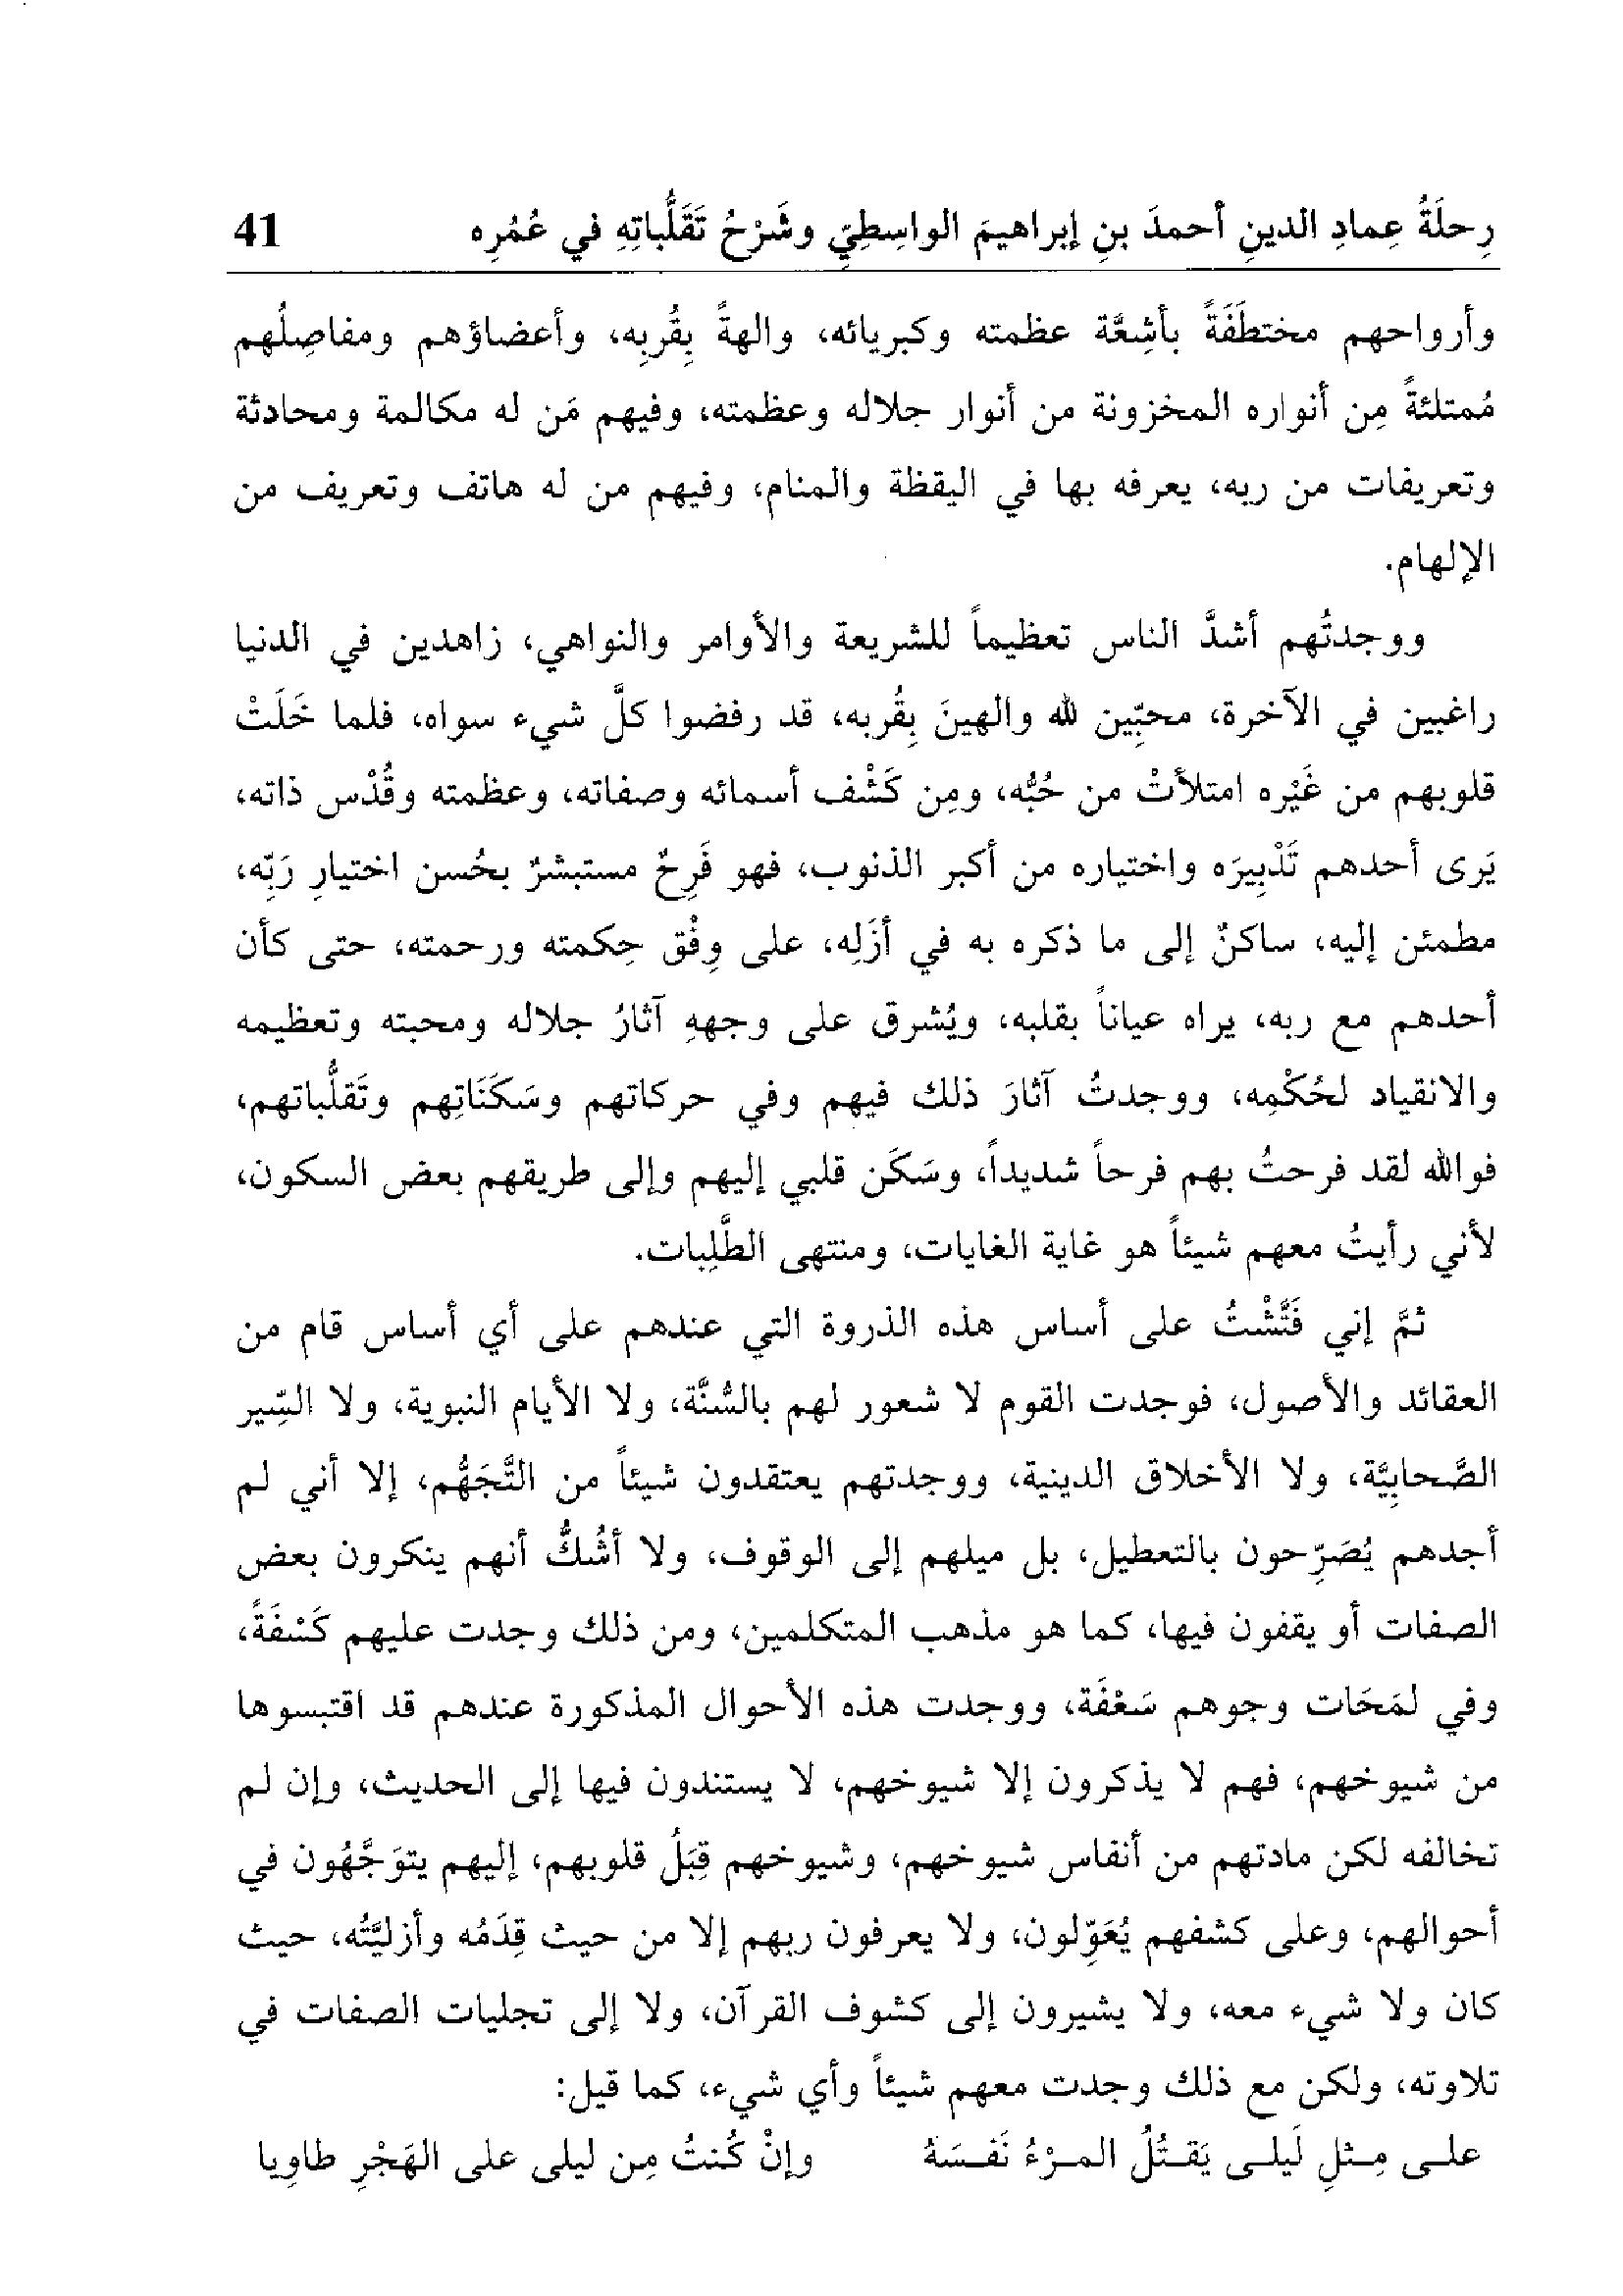 رِحلَةُ عِمادِ الدينِ أحمدَ بنِ إبراهيمَ الواسِطِيِّ وشَرْحُ تَقَلُّباتِهِ في عُمُرِه 41
وأرواحهم مختطَفَةً بأشِعَّة عظمته وكبريائه، والهةً بِقُربِه، وأعضاؤهم ومفاصِلُهم
مُمتلئةً مِن أنواره المخزونة من أنوار جلاله وعظمته، وفيهم مَن له مكالمة ومحادثة
وتعريفات من ربه، يعرفه بها في اليقظة والمنام، وفيهم من له هاتف وتعريف من
الإلهام.
ووجدتُهم أشدَّ الناس تعظيماً للشريعة والأوامر والنواهي، زاهدين في الدنيا
راغبين في الآخرة، محبِّين لله والهينَ بِقُربه، قد رفضوا كلَّ شيء سواه، فلما خَلَتْ
قلوبهم من غَيْره امتلأتْ من حُبُّه، ومِن كَشْف أسمائه وصفاته، وعظمته وقُدْس ذاته،
يَرى أحدهم تَدْبِيرَه واختياره من أكبر الذنوب، فهو فَرِحٌ مستبشرٌ بحُسن اختيارِ رَبِّه،
مطمئن إليه، ساكنٌ إلى ما ذكره به في أزَلِه، على وِفْق حِكمته ورحمته، حتى كأن
أحدهم مع ربه، يراه عياناً بقلبه، ويُشرق على وجههِ آثارُ جلاله ومحبته وتعظيمه
والانقياد لحُكْمِه، ووجدتُ آثارَ ذلك فيهم وفي حركاتهم وسَكَنَاتِهم وتَقلُّباتهم،
فوالله لقد فرحتُ بهم فرحاً شديداً، وسَكَن قلبي إليهم وإلى طريقهم بعض السكون،
لأني رأيتُ معهم شيئاً هو غاية الغايات، ومنتهى الطَّلِبات.
ثمَّ إني فَتَّشْتُ على أساس هذه الذروة التي عندهم على أي أساس قام من
العقائد والأصول، فوجدت القوم لا شعور لهم بالسُّنَّة، ولا الأيام النبوية، ولا السِّير
الصَّحابِيَّة، ولا الأخلاق الدينية، ووجدتهم يعتقدون شيئاً من التَّجَهُّم، إلا أني لم
أجدهم يُصَرِّحون بالتعطيل، بل ميلهم إلى الوقوف، ولا أشُكُّ أنهم ينكرون بعض
الصفات أو يقفون فيها، كما هو مذهب المتكلمين، ومن ذلك وجدت عليهم كَسْفَةً،
وفي لمَحَات وجوهم سَعْفَة، ووجدت هذه الأحوال المذكورة عندهم قد اقتبسوها
من شيوخهم، فهم لا يذكرون إلا شيوخهم، لا يستندون فيها إلى الحديث، وإن لم
تخالفه لكن مادتهم من أنفاس شيوخهم، وشيوخهم قِبَلُ قلوبهم، إليهم يتوَجَّهُون في
أحوالهم، وعلى كشفهم يُعَوِّلون، ولا يعرفون ربهم إلا من حيث قِدَمُه وأزليَّتُه، حيث
كان ولا شيء معه، ولا يشيرون إلى كشوف القرآن، ولا إلى تجليات الصفات في
تلاوته، ولكن مع ذلك وجدت معهم شيئاً وأي شيء، كما قيل:
علـى مِـثلِ لَيلـى يَقـتُلُ المـرْءُ نَفـسَهُ وإنْ كُنتُ مِن ليلى على الهَجْرِ طاوِيا